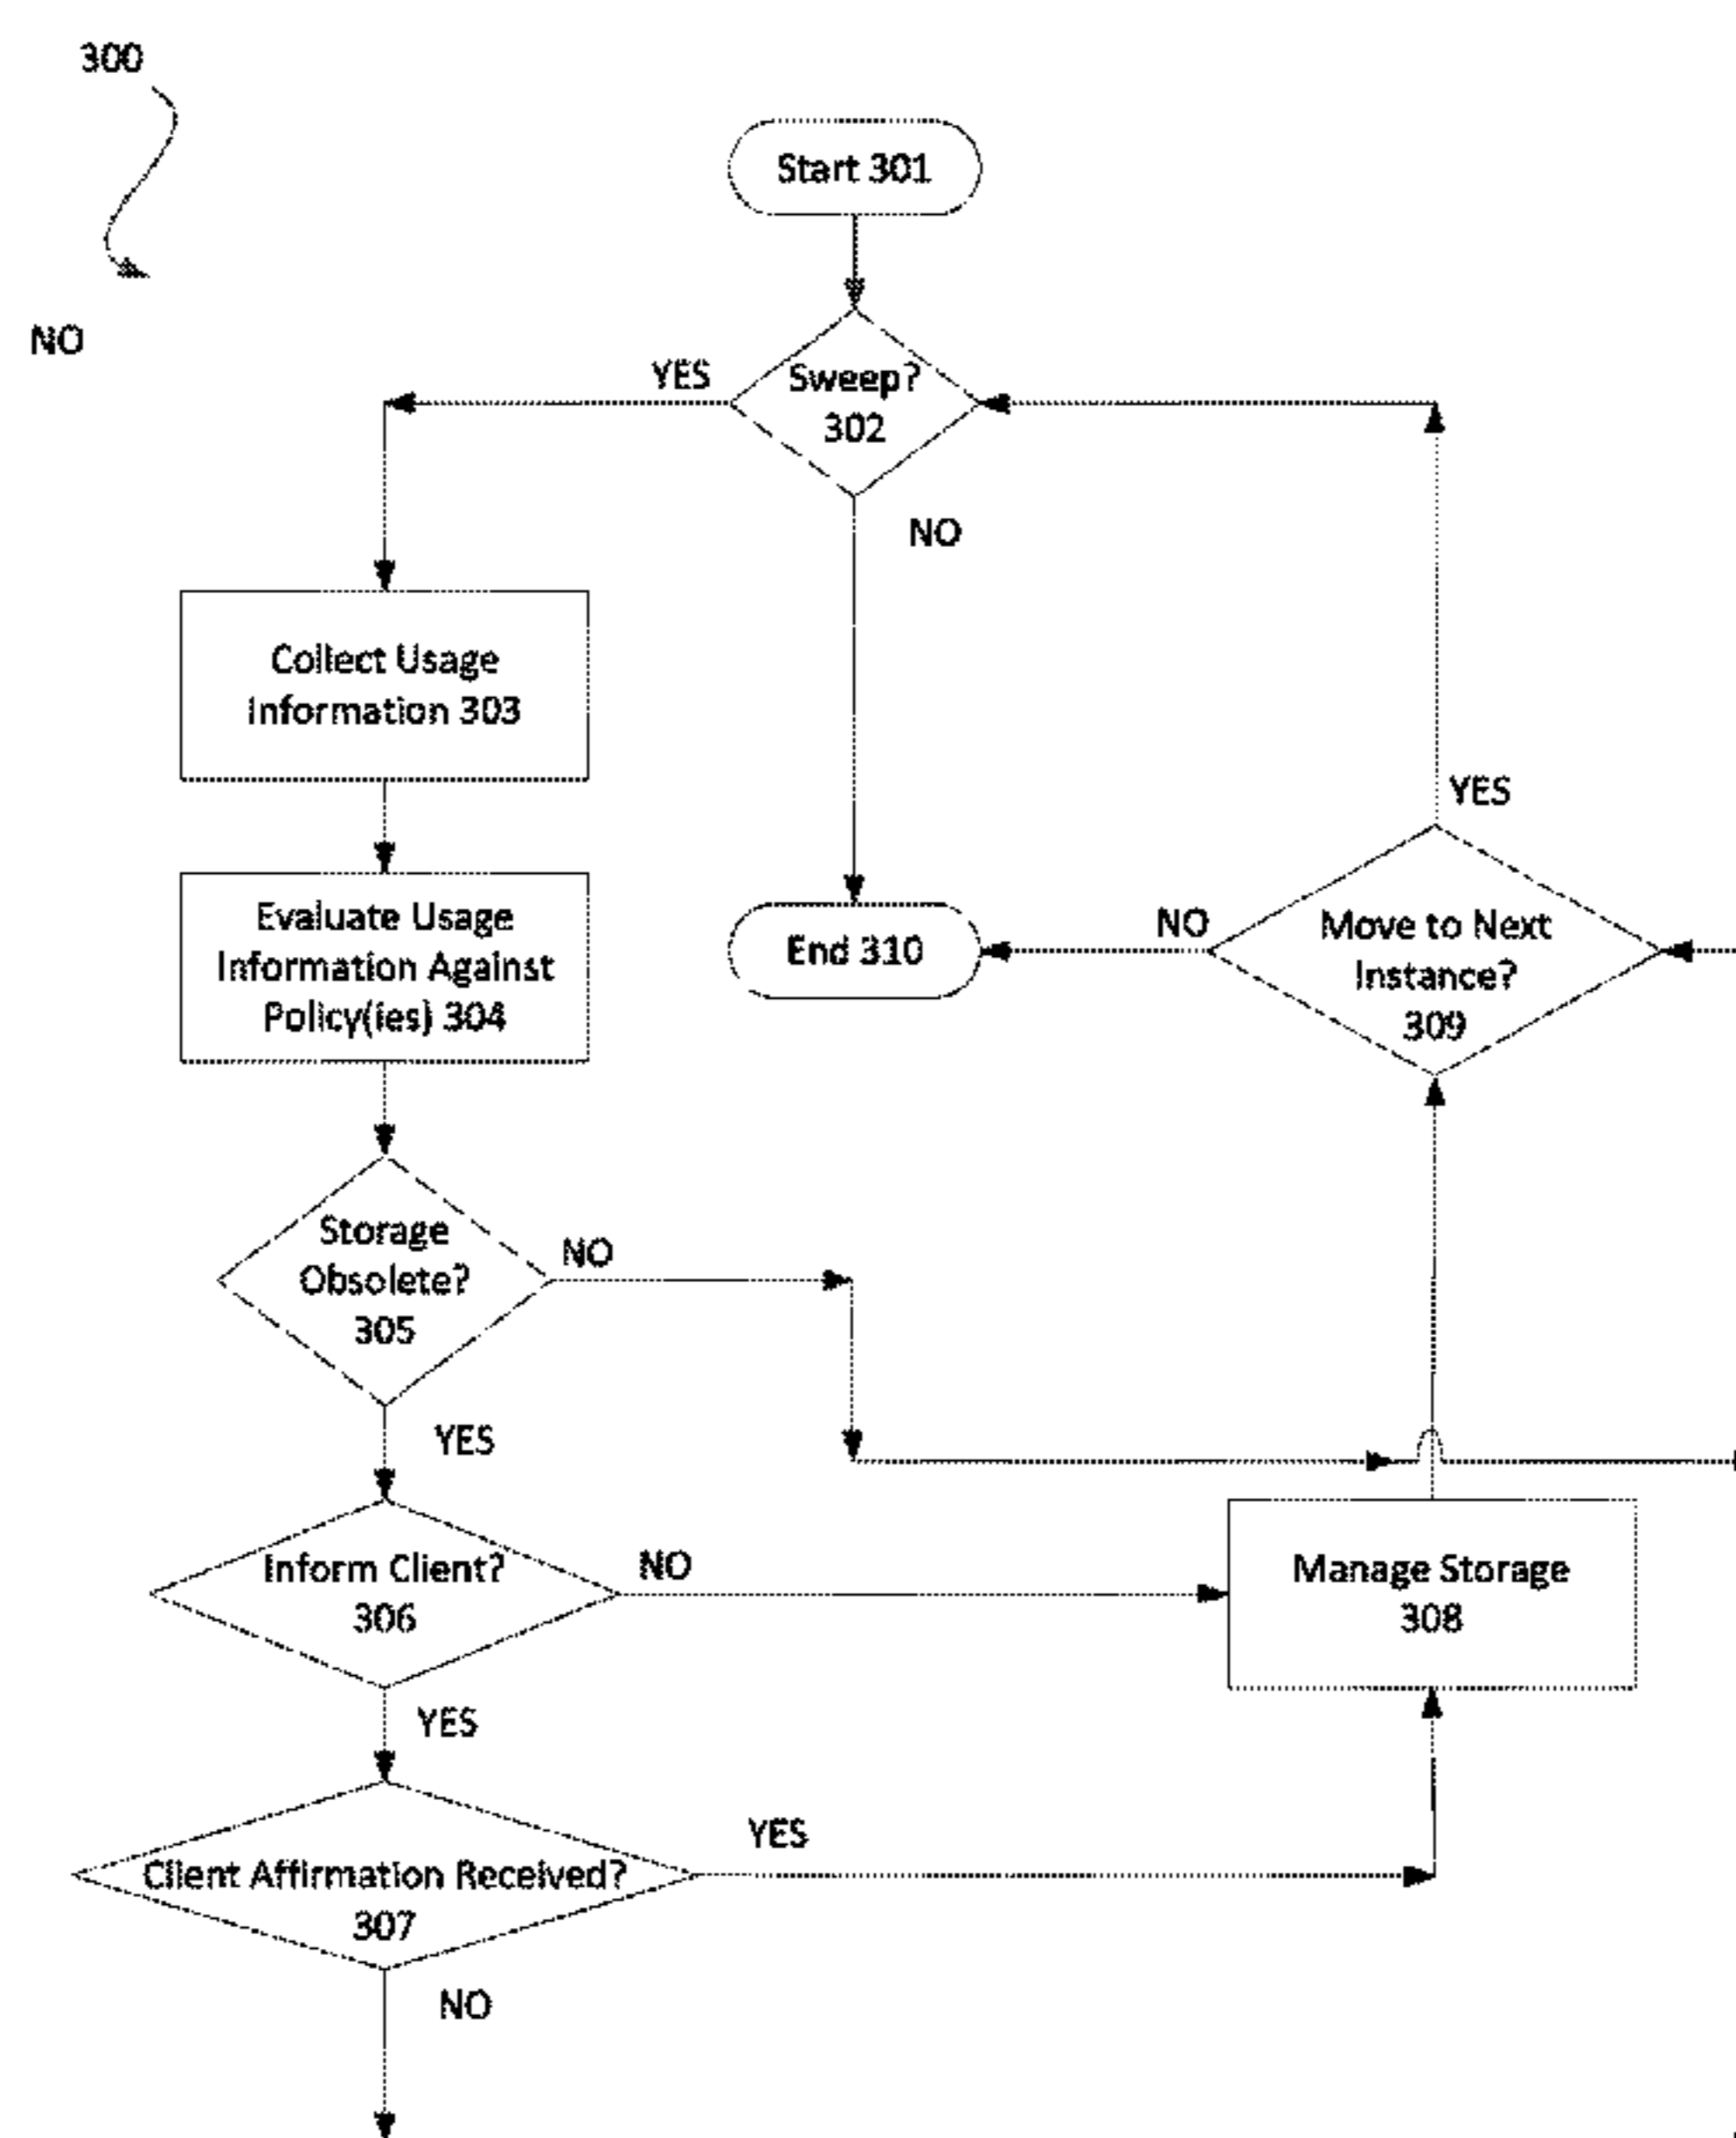 300
Start 301
NO
YES
Sweep?
302
NO
Collect Usage
Information 303
YES
Evaluate Usage
Information Against
Policy(ies) 304
End 310
NO
Move to Next
Instance?
309
Storage
Obsolete?
305
NO
YES
Inform Client?
306
NO
Manage Storage
308
YES
YES
Client Affirmation Received?
307
NO